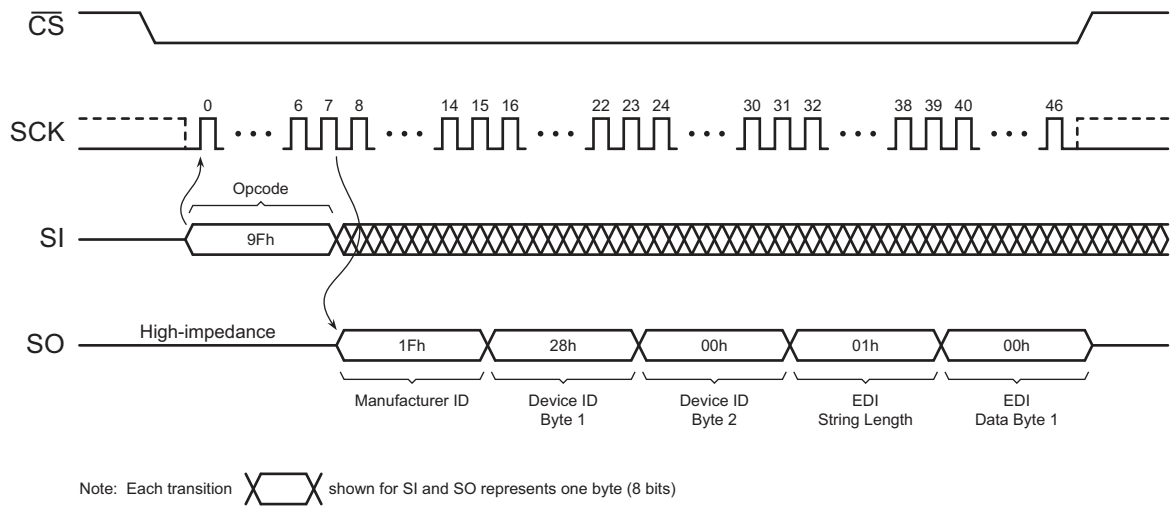 CS
0 6 7 8 14 15 16 22 23 24 30 31 32 38 39 40 46
SCK
Opcode
SI 9Fh
High-impedance
SO 1Fh 28h 00h 01h 00h
Manufacturer ID Device ID Device ID EDI EDI
Byte 1 Byte 2 String Length Data Byte 1
Note: Each transition shown for SI and SO represents one byte (8 bits)